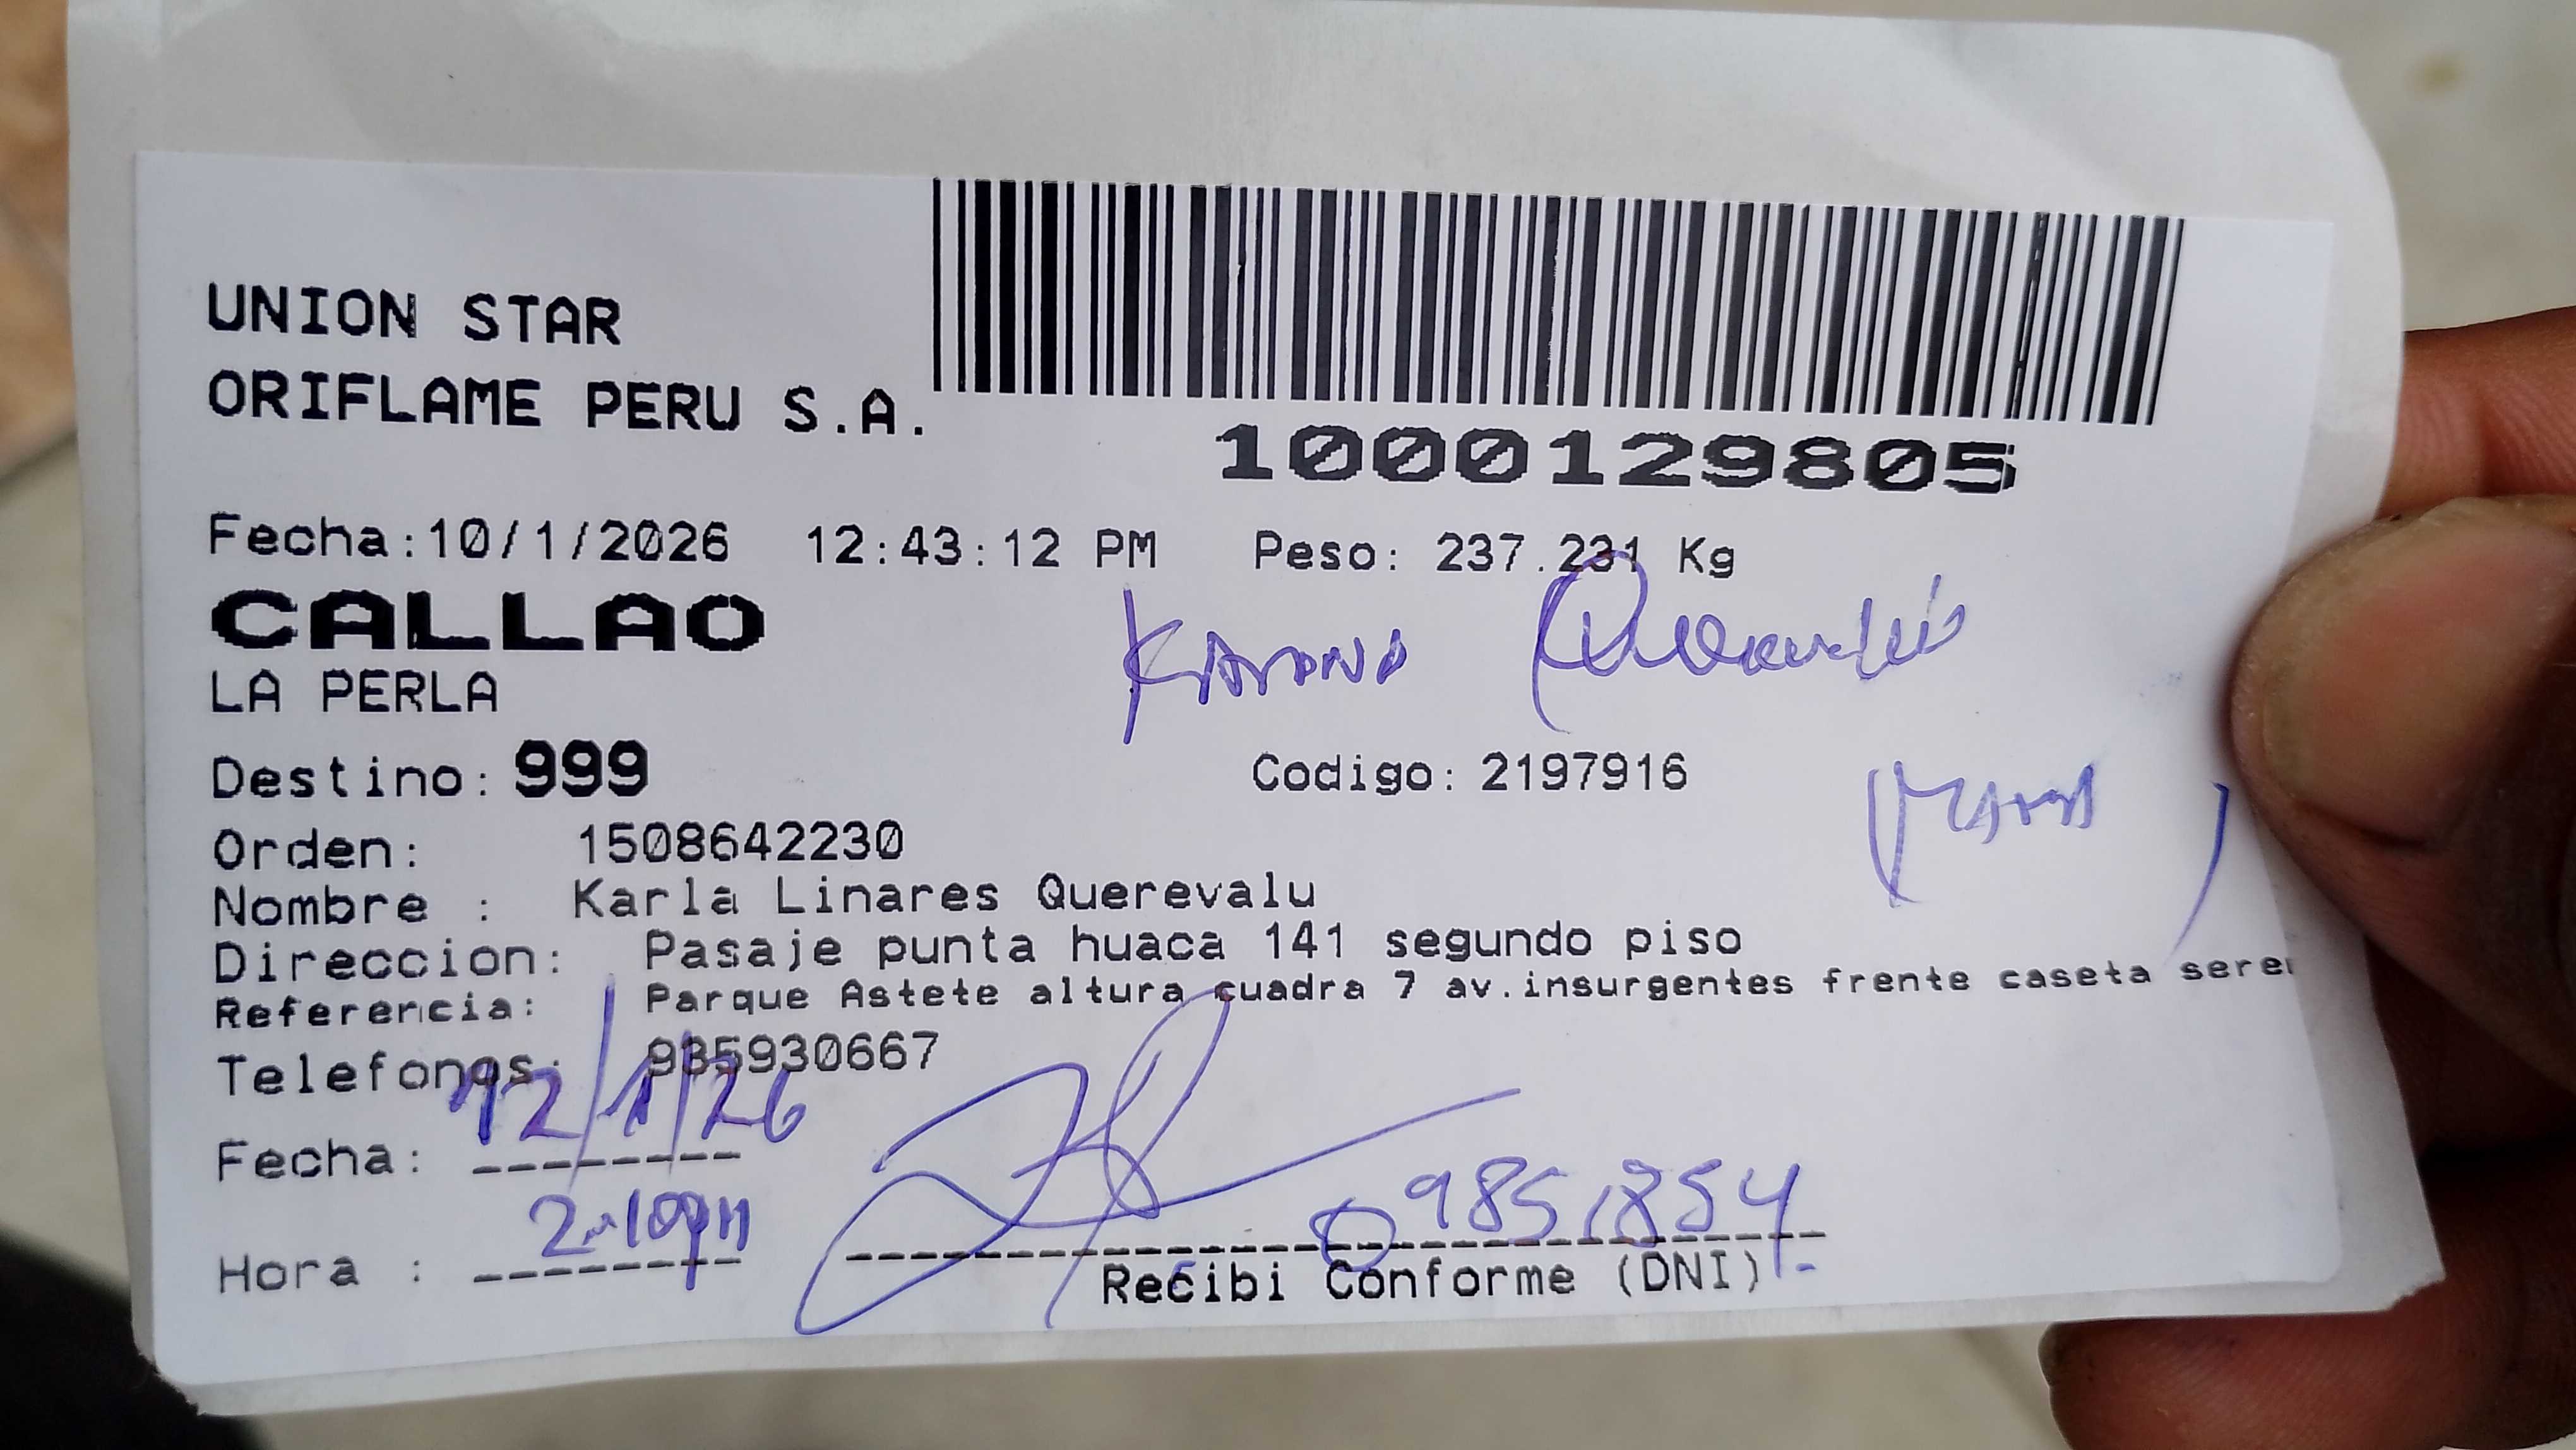 UNION STAR
ORIFLAME PERU S.A.
1000129805
Fecha:10/1/2026 12:43:12 PM Peso: 237.231 Kg
CALLAO
LA PERLA
Destino: 999 Codigo: 2197916
Orden: 1508642230
Nombre : Karla Linares Querevalu
Direccion: Pasaje punta huaca 141 segundo piso
Referencia: Parque Astete altura cuadra 7 av.insurgentes frente caseta
Telefonos: 935930667
Fecha: 12/1/26
Hora : 2:10pm
09851854
Recibi Conforme (DNI)